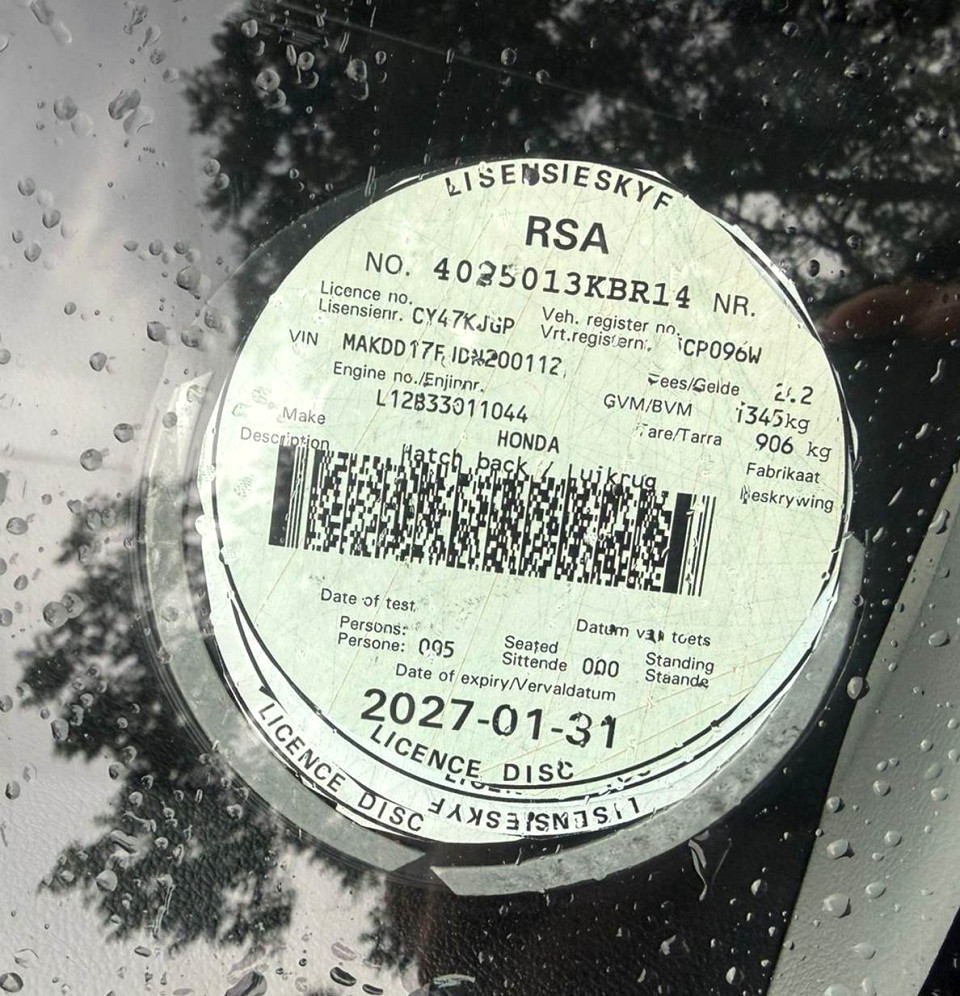 LISENSIESKYF
RSA
NO. 4025013KBR14 NR.
Licence no. Veh. register no.
Lisensienr. CY47KJGP Vrt.registernr. CP096W
VIN
Engine no./Enjinnr. Fees/Gelde
L12B33011044 GVM/BVM 1345kg
Make HONDA Tare/Tarra 906 kg
Fabrikaat
Description Hatch back / Luikrug Beskrywing
Date of test Datum van toets
Persons: Seated Standing
Persone: 005 Sittende 000 Staande
Date of expiry/Vervaldatum
2027-01-31
LICENCE DISC
LICENCE DISC
LISENSIESKYF